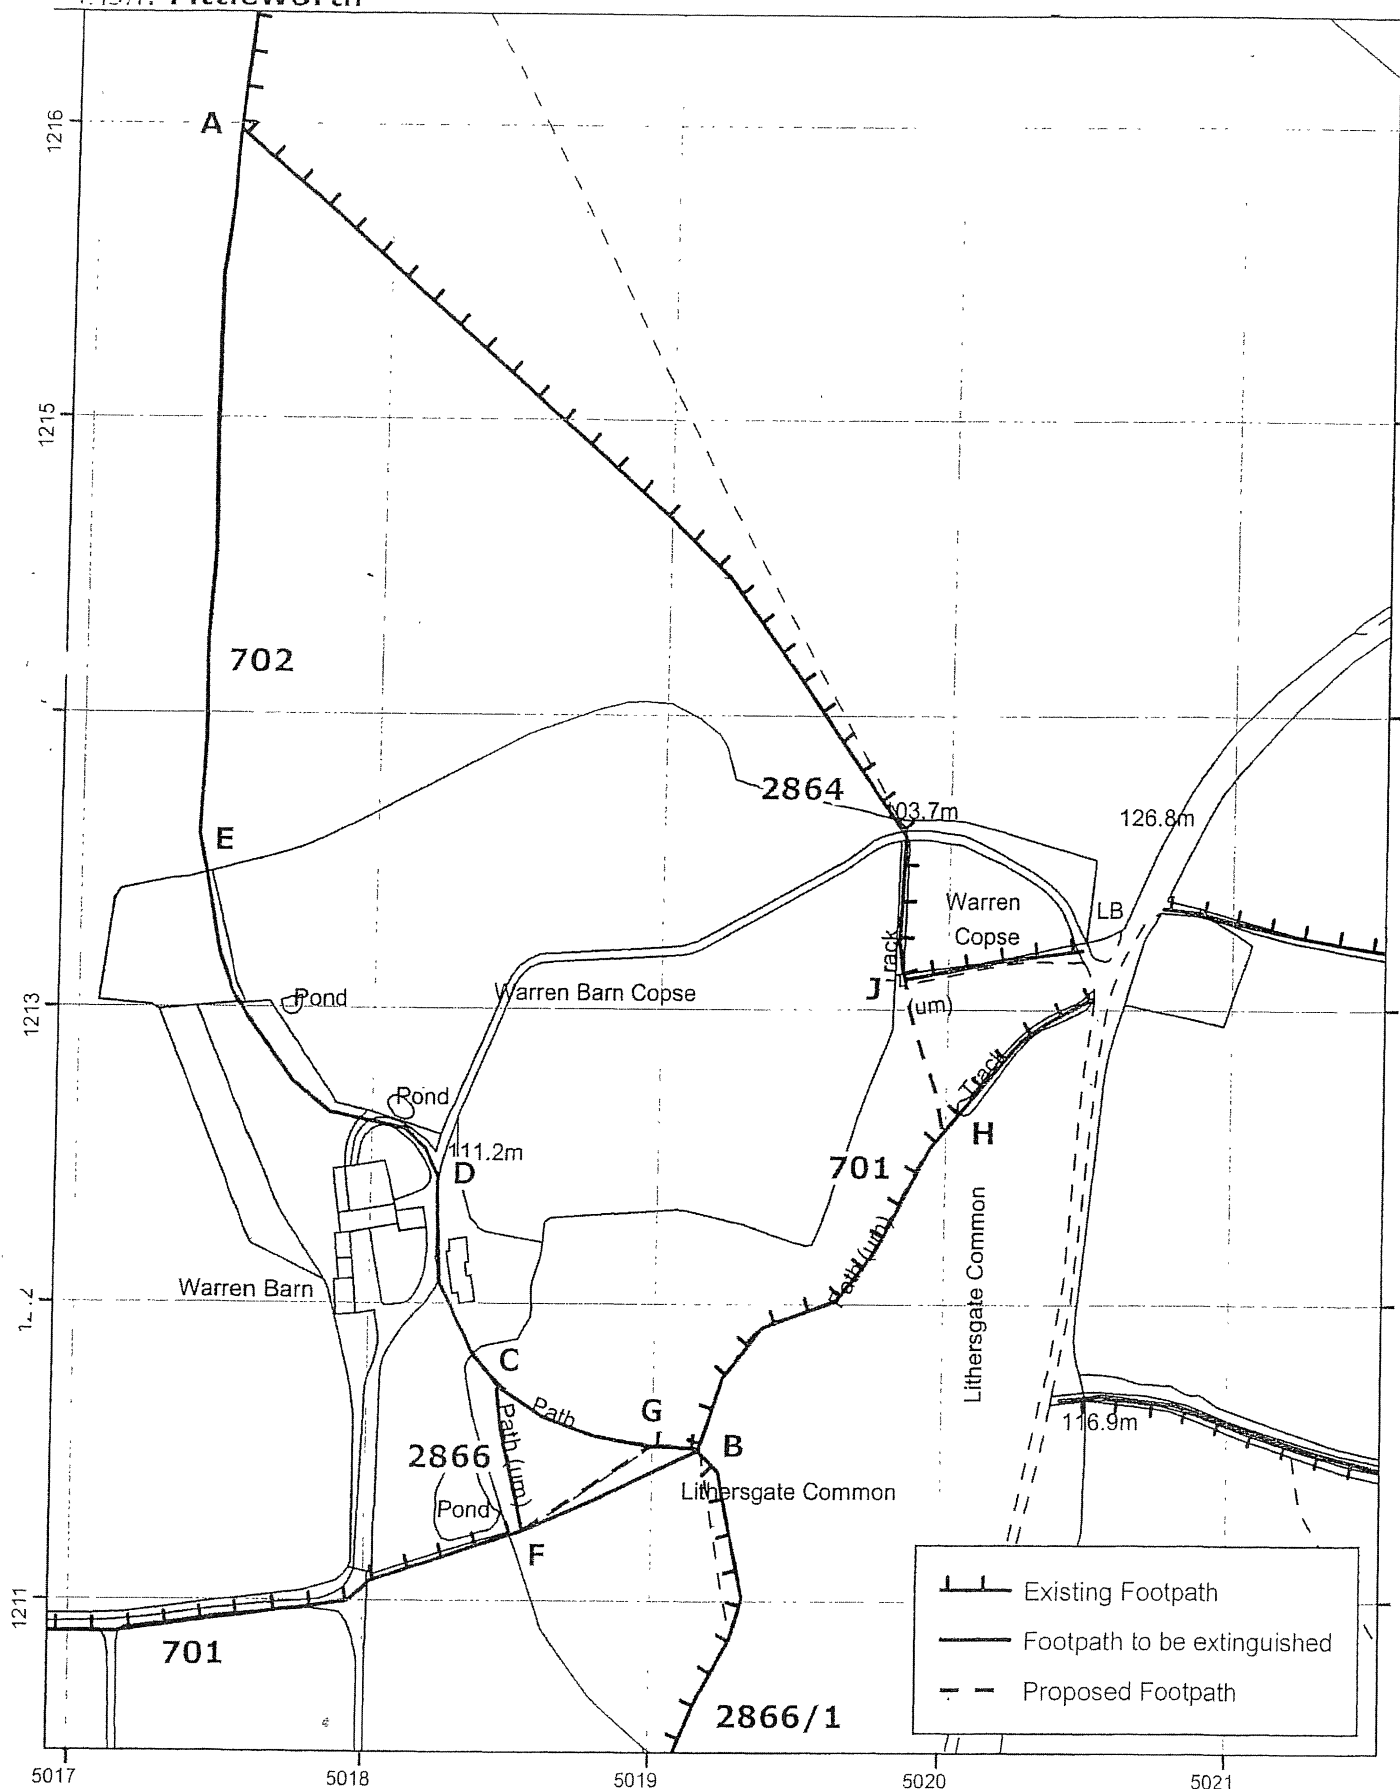 Fittleworth
1216
A
1215
702
E
2864
103.7m
126.8m
Warren
Copse
LB
Track
J
(um)
Pond
Warren Barn Copse
1213
Track
Pond
H
111.2m
D
701
Path (um)
Lithersgate Common
Warren Barn
C
Path
G
B
116.9m
Path (um)
2866
Lithersgate Common
Pond
F
Existing Footpath
1211
Footpath to be extinguished
701
Proposed Footpath
2866/1
5017
5018
5019
5020
5021